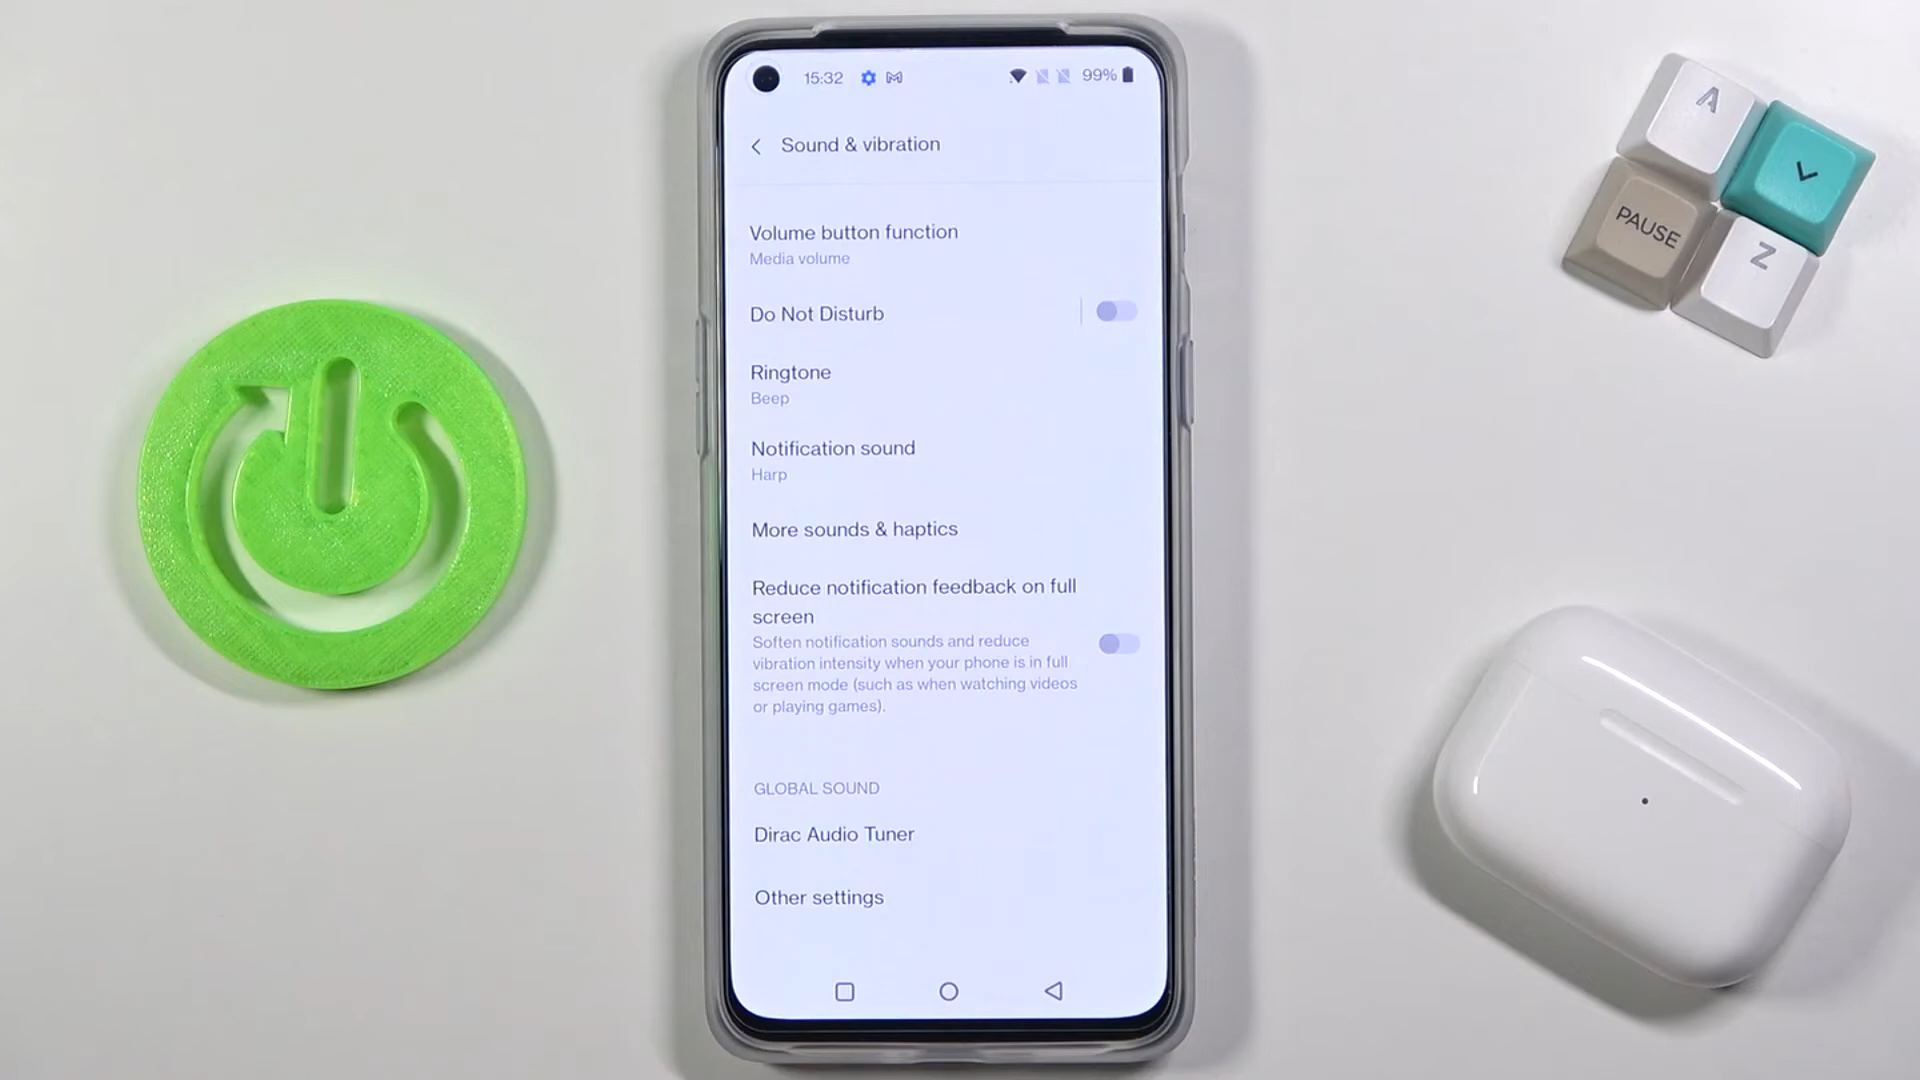 15:32
99%
Sound & vibration
Volume button function
Media volume
Do Not Disturb
Ringtone
Beep
Notification sound
Harp
More sounds & haptics
Reduce notification feedback on full
screen
Soften notification sounds and reduce
vibration intensity when your phone is in full
screen mode (such as when watching videos
or playing games).
GLOBAL SOUND
Dirac Audio Tuner
Other settings
A
PAUSE
Z